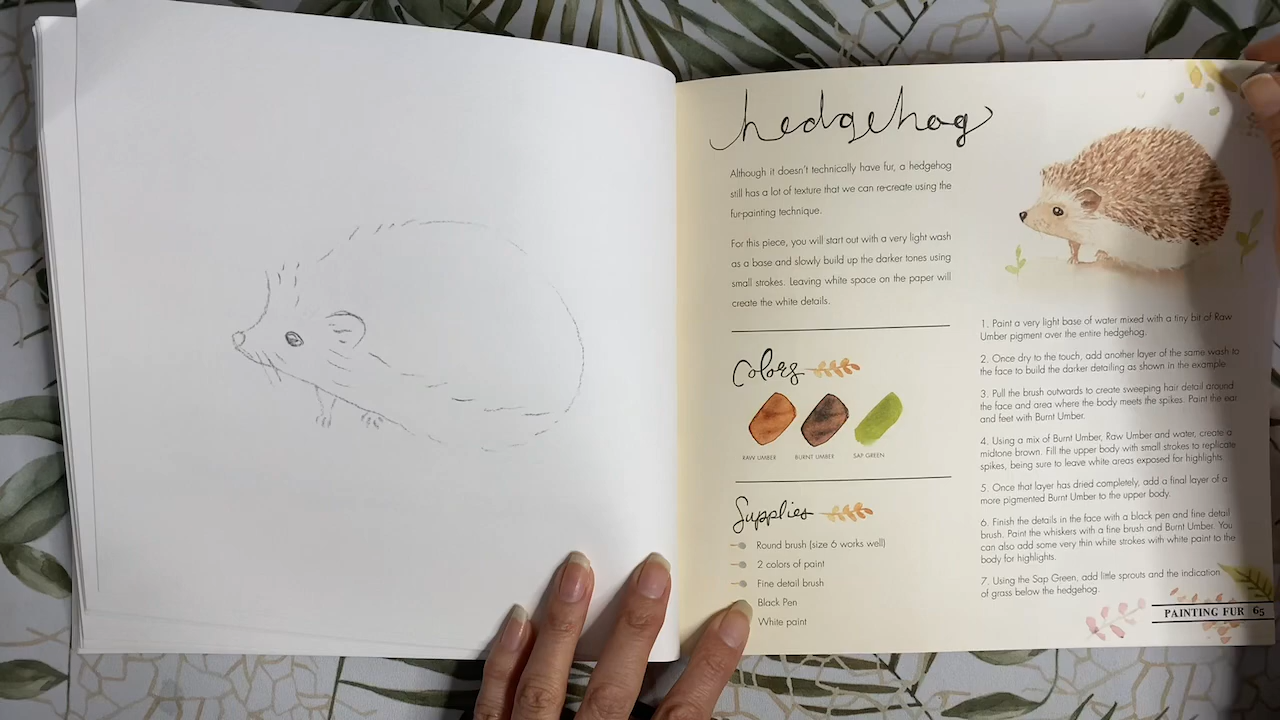 hedgehog
Although it doesn't technically have fur, a hedgehog
still has a lot of texture that we can re-create using the
fur-painting technique.
For this piece, you will start out with a very light wash
as a base and slowly build up the darker tones using
small strokes. Leaving white space on the paper will
create the white details.
Colors
RAW UMBER BURNT UMBER SAP GREEN
Supplies
Round brush (size 6 works well)
2 colors of paint
Fine detail brush
Black Pen
White paint
1. Paint a very light base of water mixed with a tiny bit of Raw
Umber pigment over the entire hedgehog.
2. Once dry to the touch, add another layer of the same wash to
the face to build the darker detailing as shown in the example
3. Pull the brush outwards to create sweeping hair detail around
the face and area where the body meets the spikes. Paint the ear
and feet with Burnt Umber.
4. Using a mix of Burnt Umber, Raw Umber and water, create a
midtone brown. Fill the upper body with small strokes to replicate
spikes, being sure to leave white areas exposed for highlights
5. Once that layer has dried completely, add a final layer of a
more pigmented Burnt Umber to the upper body.
6. Finish the details in the face with a black pen and fine detail
brush. Paint the whiskers with a fine brush and Burnt Umber. You
can also add some very thin white strokes with white paint to the
body for highlights.
7. Using the Sap Green, add little sprouts and the indication
of grass below the hedgehog.
PAINTING FUR 65